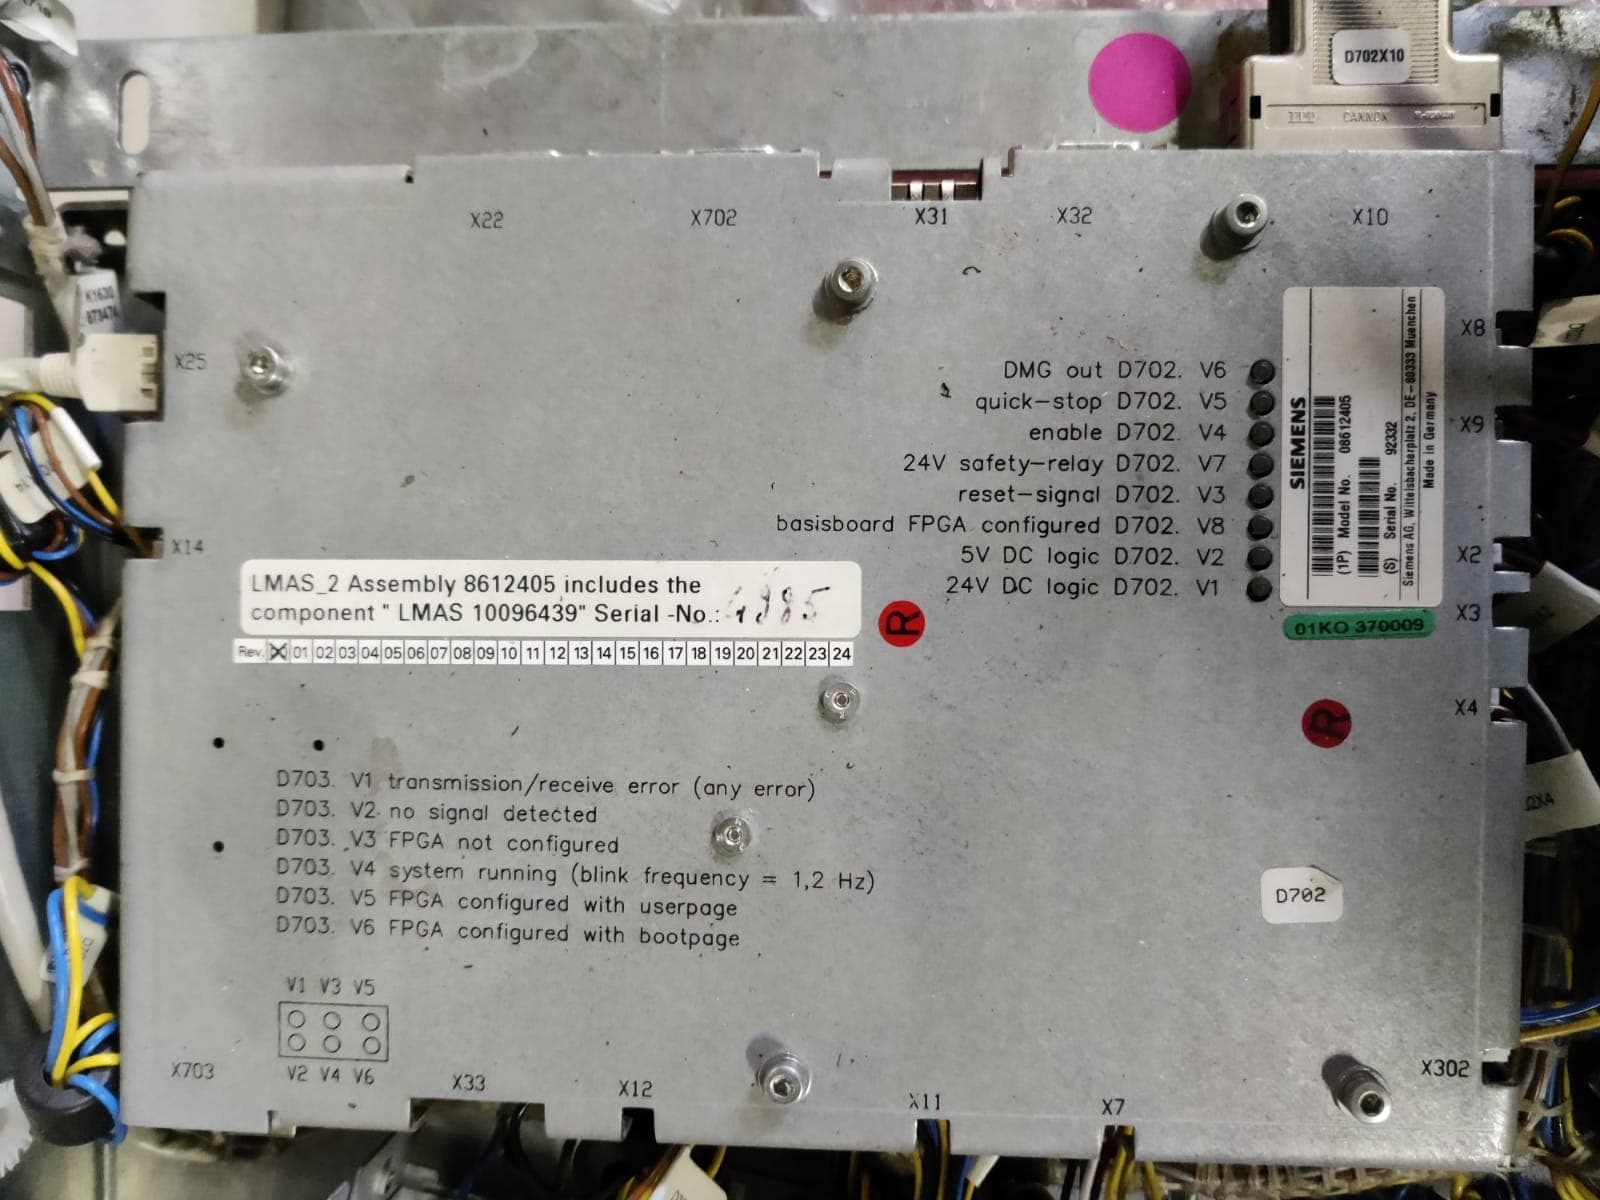 D702X10
ITT CANNON
X22
X702
X31
X32
X10
K1630
87347
X25
X14
X8
X9
X2
X3
X4
DMG out D702. V6
quick-stop D702. V5
enable D702. V4
24V safety-relay D702. V7
reset-signal D702. V3
basisboard FPGA configured D702. V8
5V DC logic D702. V2
24V DC logic D702. V1
SIEMENS
(1P) Model No. 08612405
(S) Serial No. 92332
Siemens AG, Wittelsbacherplatz 2, DE-80333 Muenchen
Made in Germany
01KO 370009
LMAS_2 Assembly 8612405 includes the
component " LMAS 10096439" Serial -No.: 4985
R
Rev. 01 02 03 04 05 06 07 08 09 10 11 12 13 14 15 16 17 18 19 20 21 22 23 24
R
D703. V1 transmission/receive error (any error)
D703. V2 no signal detected
D703. V3 FPGA not configured
D703. V4 system running (blink frequency = 1,2 Hz)
D703. V5 FPGA configured with userpage
D703. V6 FPGA configured with bootpage
D702
V1 V3 V5
V2 V4 V6
X703
X33
X12
X11
X7
X302